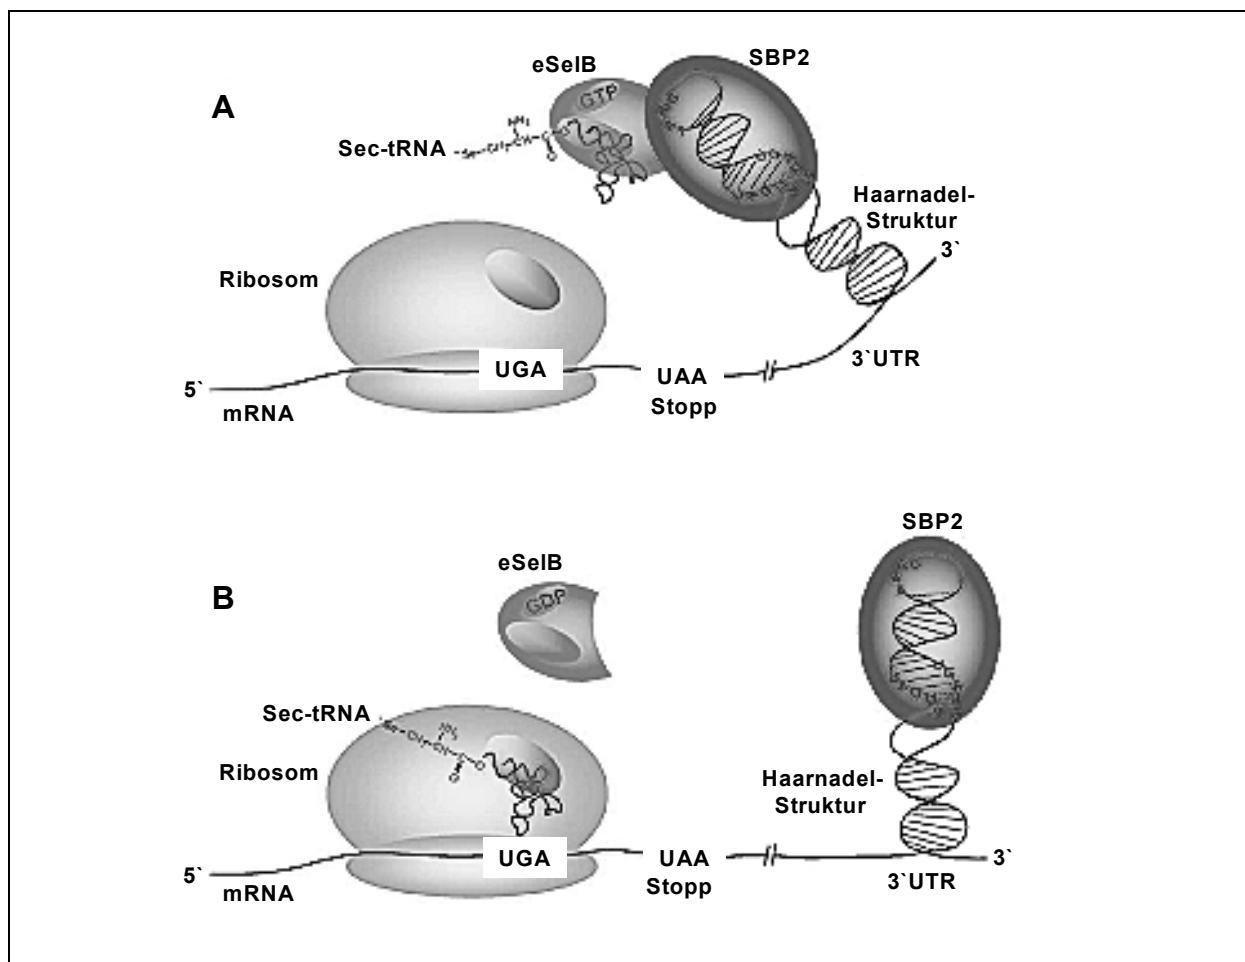 A
eSelB
SBP2
GTP
Sec-tRNA
Haarnadel-
Struktur
3`
Ribosom
UGA
UAA
Stopp
3`UTR
5`
mRNA
B
eSelB
SBP2
GDP
Sec-tRNA
Ribosom
Haarnadel-
Struktur
UGA
UAA
Stopp
3`
3`UTR
5`
mRNA